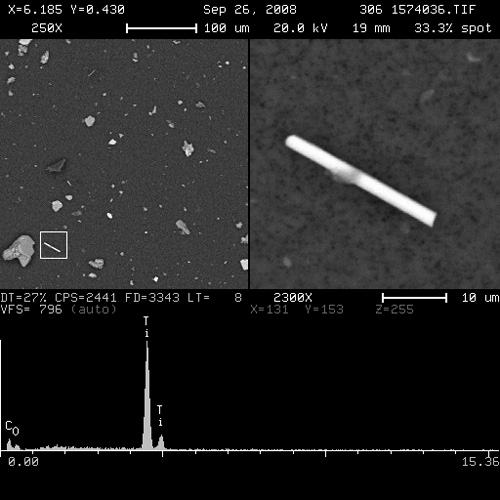 X=6.185 Y=0.430 Sep 26, 2008 306 1574036.TIF
250X 100 um 20.0 kV 19 mm 33.3% spot
DT=27% CPS=2441 FD=3343 LT= 8 2300X 10 um
VFS= 796 (auto) X=131 Y=153 Z=255
Ti
Ti
C
O
0.00 15.36